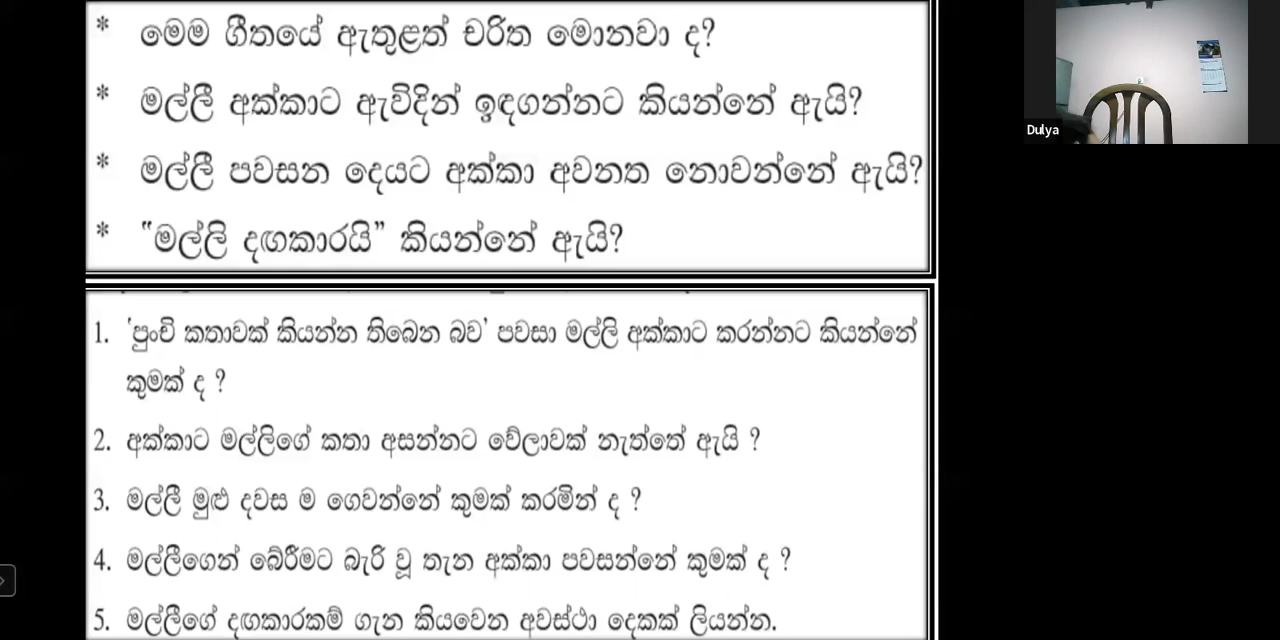 * මෙම ගීතයේ ඇතුළත් චරිත මොනවා ද?
* මල්ලී අක්කාට ඇවිදින් ඉඳගන්නට කියන්නේ ඇයි?
* මල්ලී පවසන දෙයට අක්කා අවනත නොවන්නේ ඇයි?
* “මල්ලි දඟකාරයි” කියන්නේ ඇයි?
1. ‘පුංචි කතාවක් කියන්න තිබෙන බව’ පවසා මල්ලි අක්කාට කරන්නට කියන්නේ
කුමක් ද ?
2. අක්කාට මල්ලිගේ කතා අසන්නට වේලාවක් නැත්තේ ඇයි ?
3. මල්ලී මුළු දවස ම ගෙවන්නේ කුමක් කරමින් ද ?
4. මල්ලීගෙන් බේරීමට බැරි වූ තැන අක්කා පවසන්නේ කුමක් ද ?
5. මල්ලීගේ දඟකාරකම් ගැන කියවෙන අවස්ථා දෙකක් ලියන්න.
Dulya